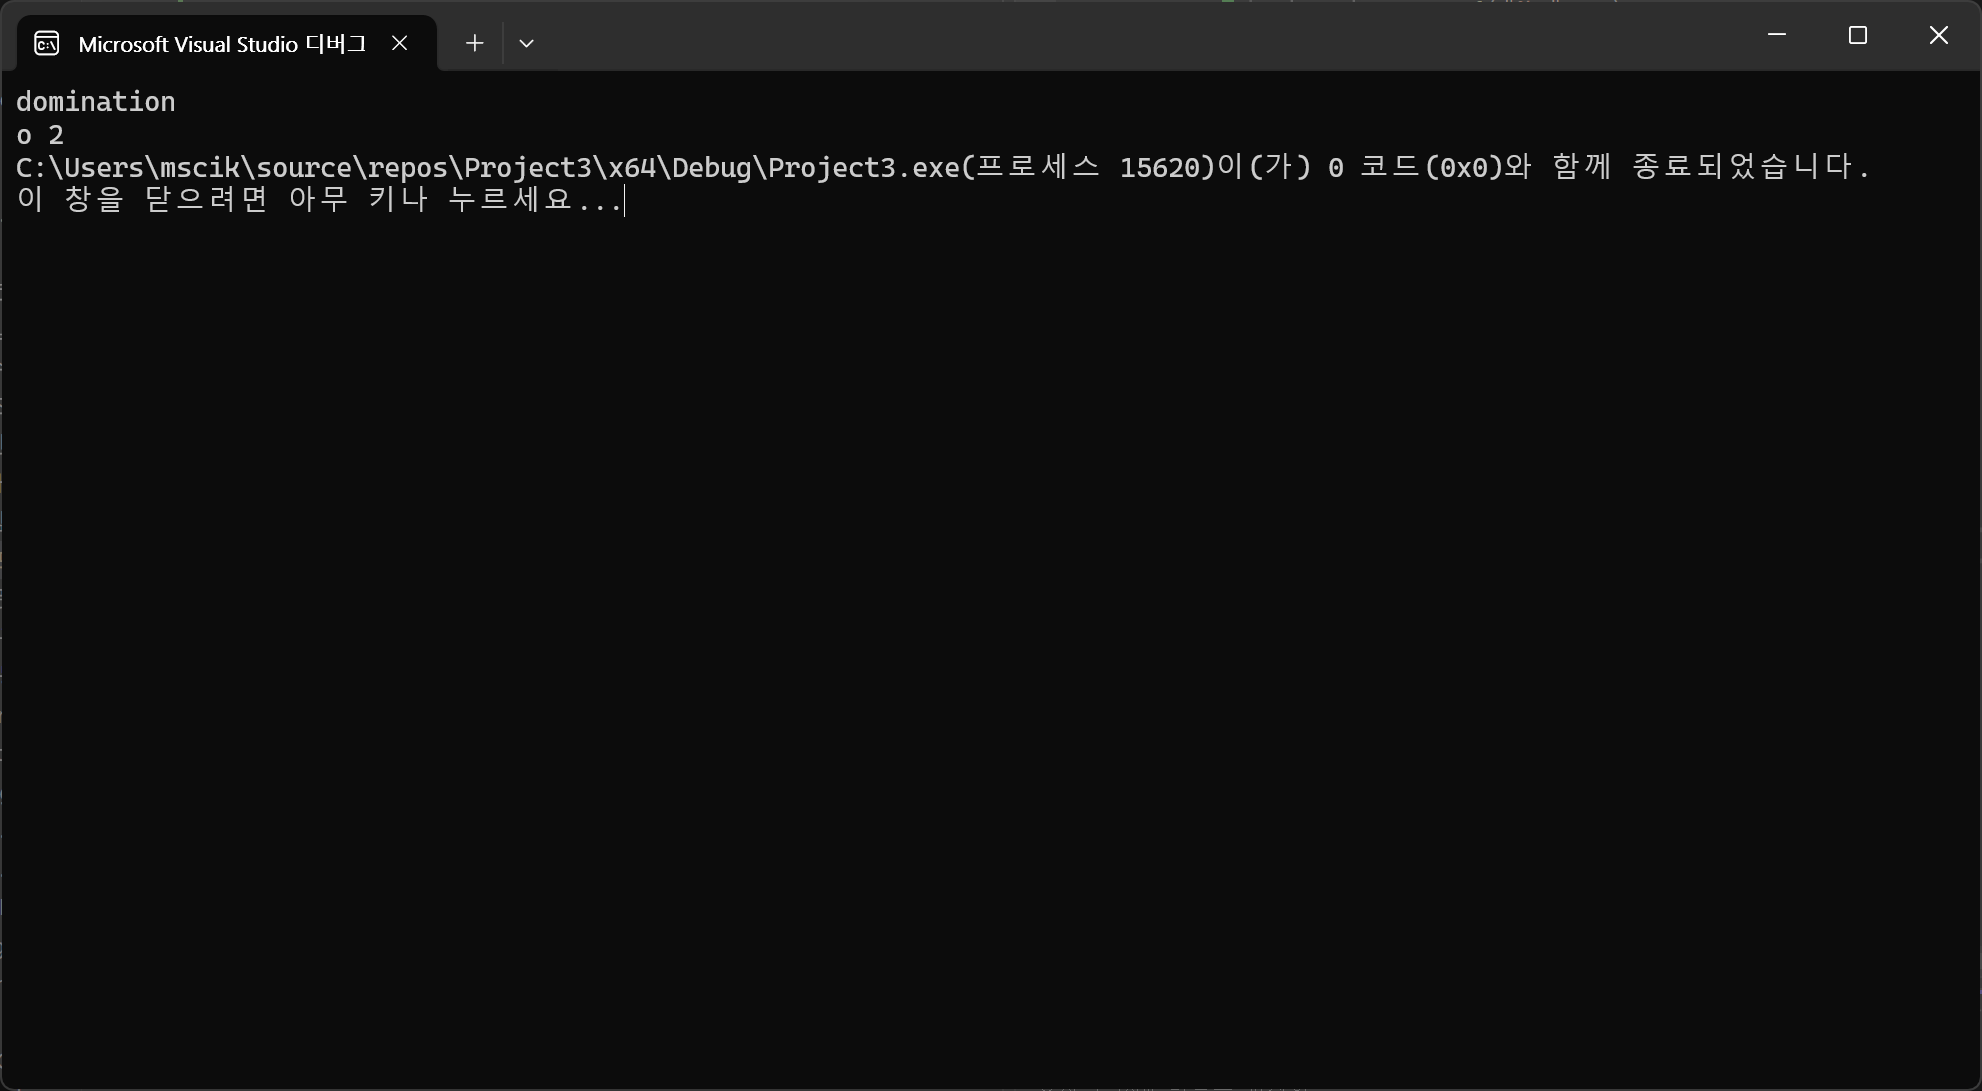 Microsoft Visual Studio 디버그
domination
o 2
C:\Users\mscik\source\repos\Project3\x64\Debug\Project3.exe(프로세스 15620)이(가) 0 코드(0x0)와 함께 종료되었습니다.
이 창을 닫으려면 아무 키나 누르세요...